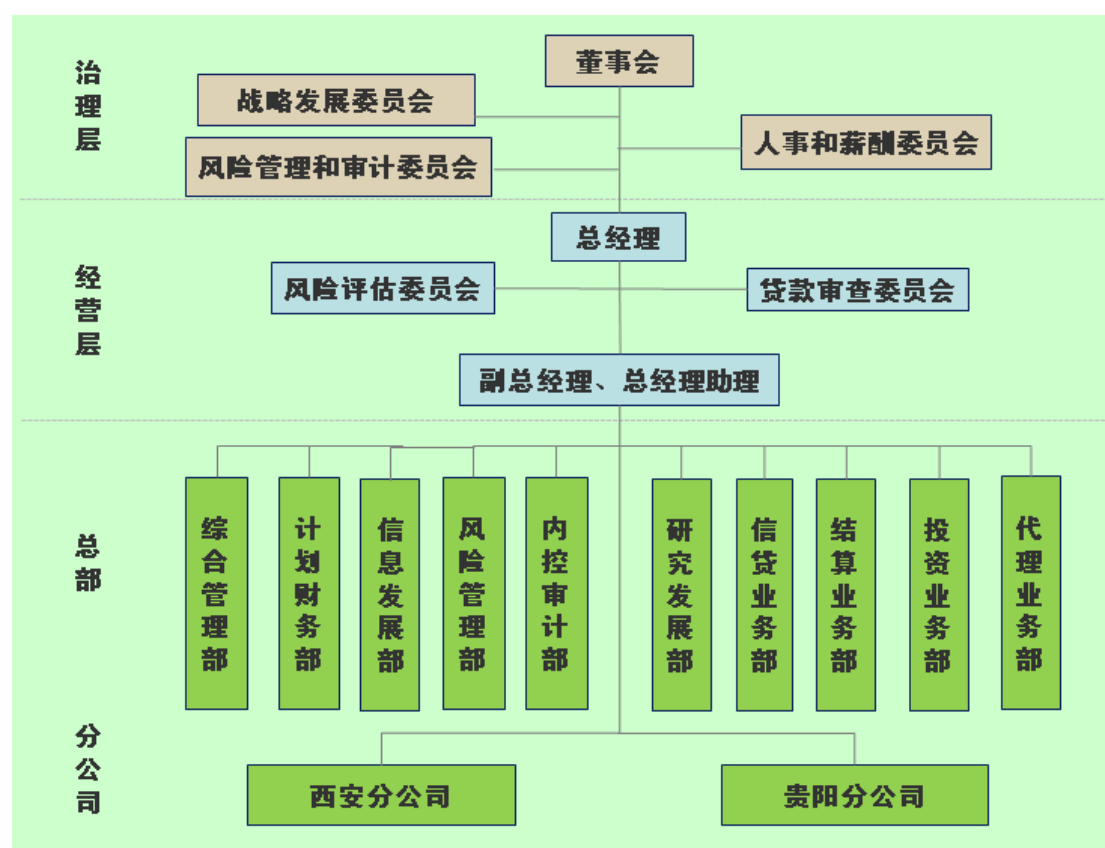 治理层
董事会
战略发展委员会
人事和薪酬委员会
风险管理和审计委员会
经营层
总经理
风险评估委员会
贷款审查委员会
副总经理、总经理助理
总部
综合管理部
计划财务部
信息发展部
风险管理部
内控审计部
研究发展部
信贷业务部
结算业务部
投资业务部
代理业务部
分公司
西安分公司
贵阳分公司